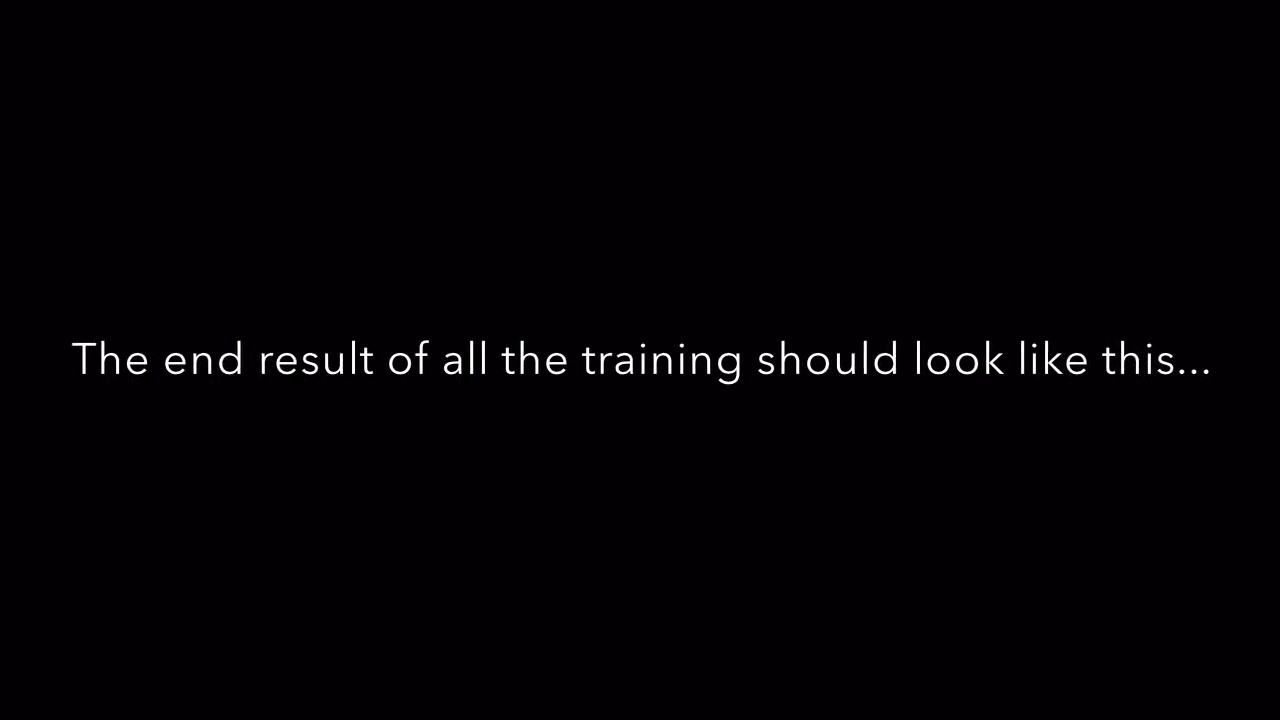 The end result of all the training should look like this...